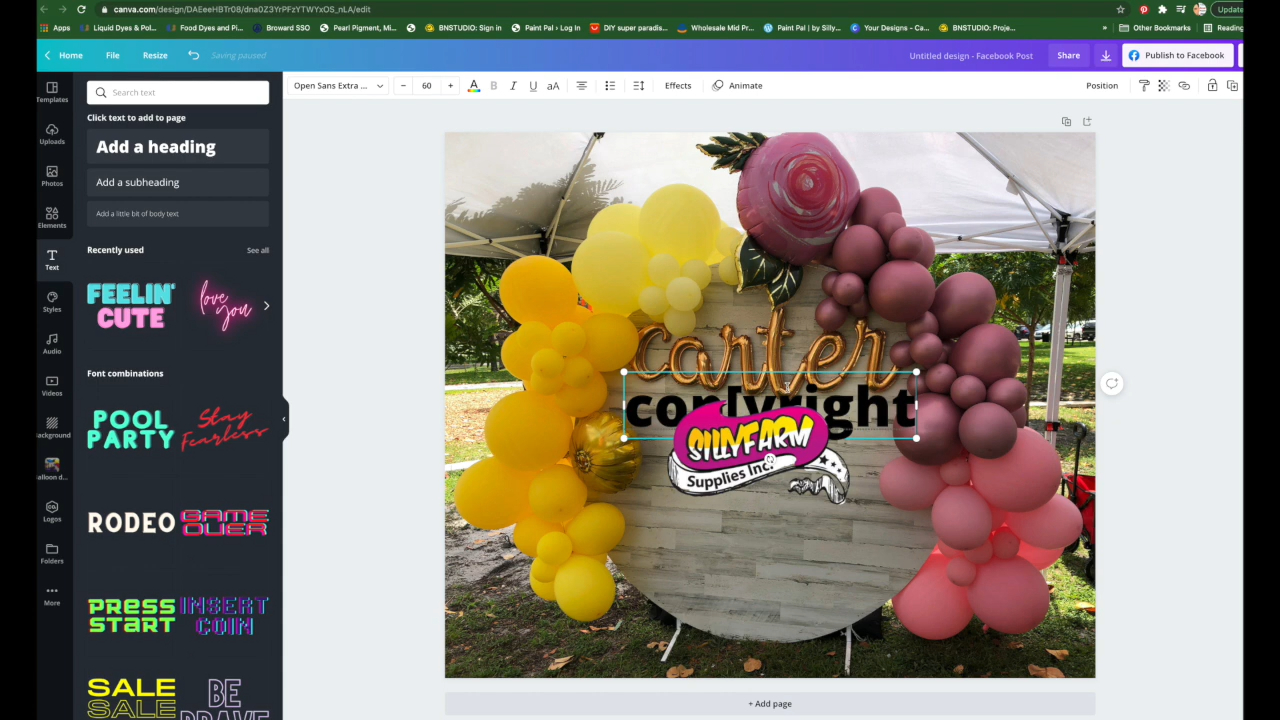 canva.com/design/DAEeeHBTr08/dna0Z3YrPFzYTWYxOS_nLA/edit
Update
Apps Liquid Dyes & Pol... Food Dyes and Pi... Broward SSO Pearl Pigment, Mi... BNSTUDIO: Sign in Paint Pal › Log In DIY super paradis... Wholesale Mid Pr... Paint Pal | by Silly... Your Designs - Ca... BNSTUDIO: Proje... » Other Bookmarks Reading
Home File Resize Saving paused Untitled design - Facebook Post Share Publish to Facebook
Open Sans Extra ... – 60 + A B I U aA Effects Animate Position
Templates
Uploads
Photos
Elements
Text
Styles
Audio
Videos
Background
Balloon d...
Logos
Folders
More
Search text
Click text to add to page
Add a heading
Add a subheading
Add a little bit of body text
Recently used See all
FEELIN' CUTE
love you
Font combinations
POOL PARTY
Stay Fearless
RODEO
GAME OVER
PRESS START
INSERT COIN
SALE
SALE
BE
BRAVE
carter
copyright
SILLYFARM
Supplies Inc.
+ Add page